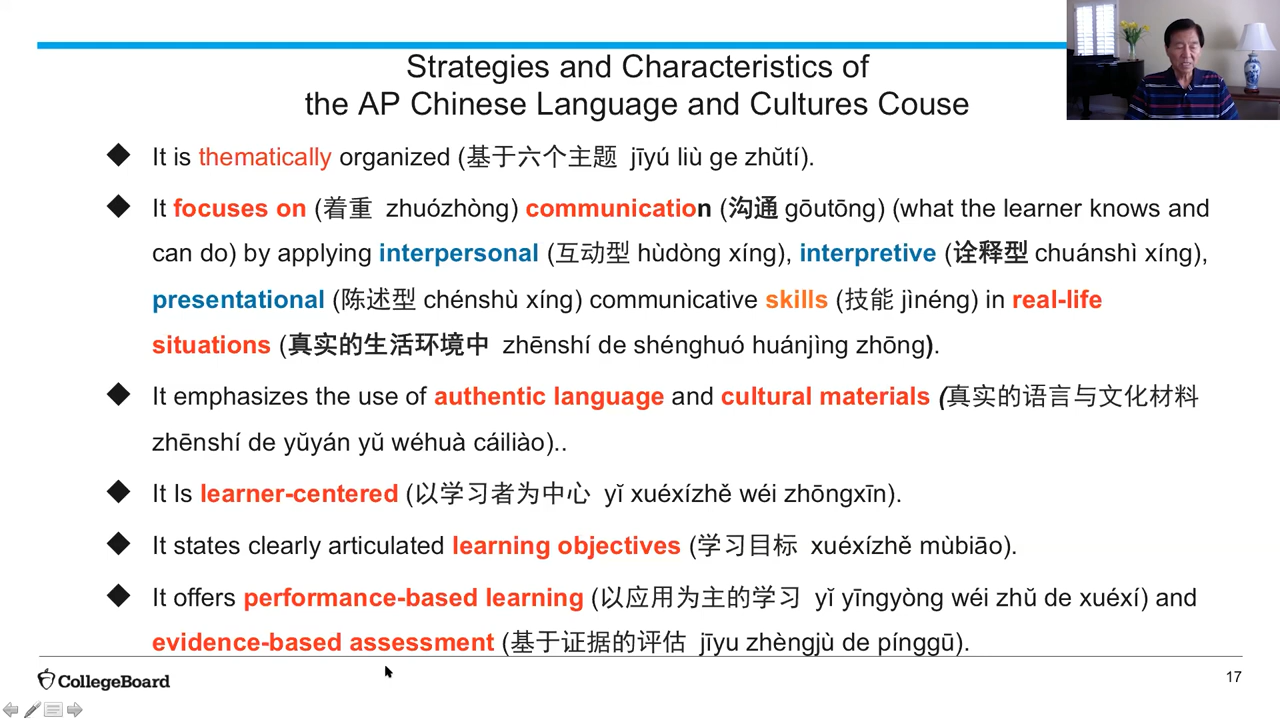 Strategies and Characteristics of
the AP Chinese Language and Cultures Couse
It is thematically organized (基于六个主题 jīyú liù ge zhŭtí).
It focuses on (着重 zhuózhòng) communication (沟通 gōutōng) (what the learner knows and
can do) by applying interpersonal (互动型 hùdòng xíng), interpretive (诠释型 chuánshì xíng),
presentational (陈述型 chénshù xíng) communicative skills (技能 jìnéng) in real-life
situations (真实的生活环境中 zhēnshí de shénghuó huánjìng zhōng).
It emphasizes the use of authentic language and cultural materials (真实的语言与文化材料
zhēnshí de yŭyán yŭ wéhuà cáiliào)..
It Is learner-centered (以学习者为中心 yĭ xuéxízhě wéi zhōngxīn).
It states clearly articulated learning objectives (学习目标 xuéxízhě mùbiāo).
It offers performance-based learning (以应用为主的学习 yĭ yīngyòng wéi zhŭ de xuéxí) and
evidence-based assessment (基于证据的评估 jīyu zhèngjù de pínggū).
CollegeBoard
17